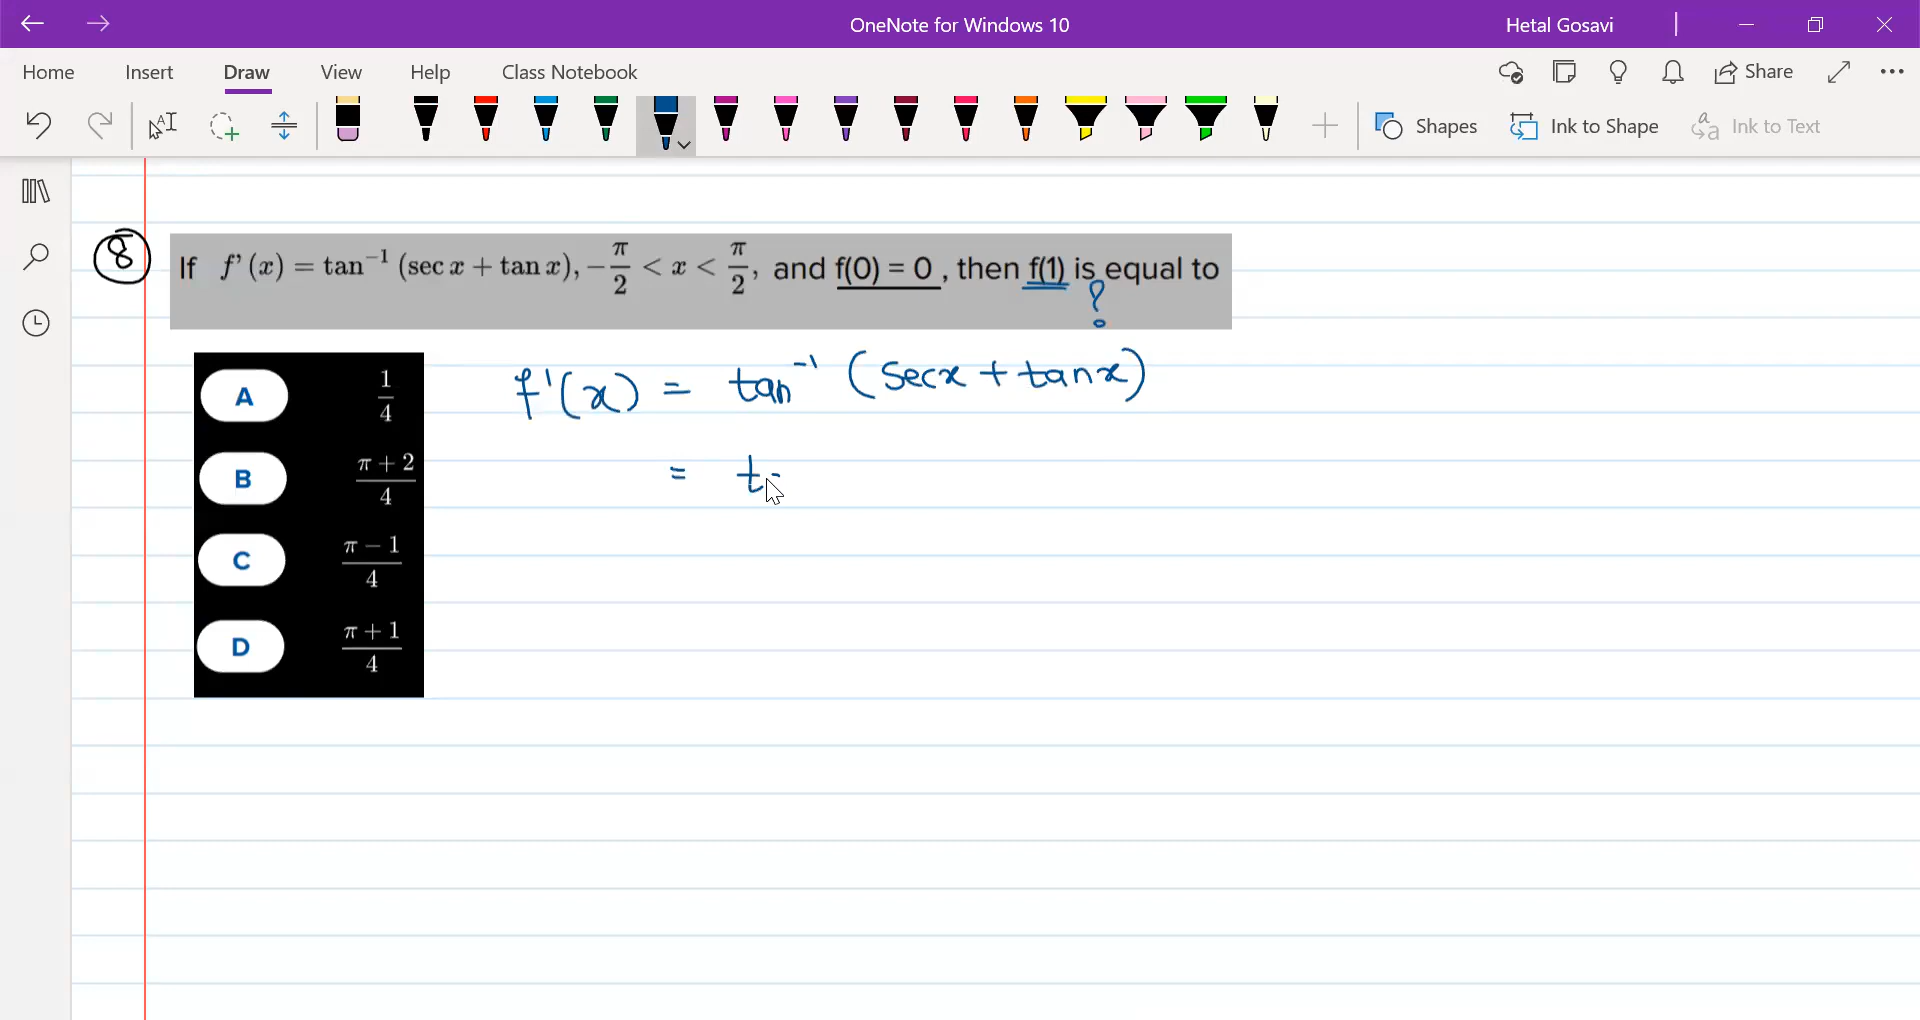 OneNote for Windows 10
Hetal Gosavi
Home Insert Draw View Help Class Notebook
Share
Shapes Ink to Shape Ink to Text
8
If f’(x) = tan⁻¹ (sec x + tan x), −π/2 < x < π/2, and f(0) = 0 , then f(1) is equal to
?
A 1/4
B π + 2/4
C π − 1/4
D π + 1/4
f'(x) = tan⁻¹ (secx + tanx)
= t